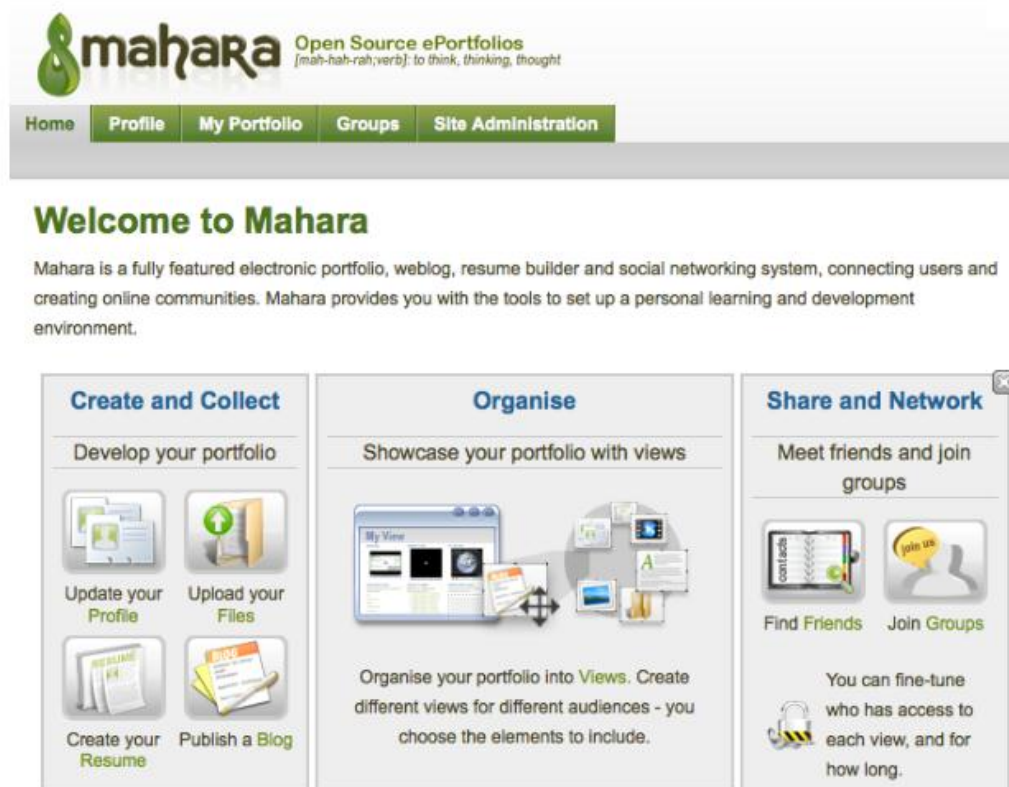 mahara
Open Source ePortfolios
[mah-hah-rah;verb]: to think, thinking, thought
Home Profile My Portfolio Groups Site Administration
Welcome to Mahara
Mahara is a fully featured electronic portfolio, weblog, resume builder and social networking system, connecting users and
creating online communities. Mahara provides you with the tools to set up a personal learning and development
environment.
Create and Collect
Develop your portfolio
Update your
Profile
Upload your
Files
RESUME
BLOG
Create your
Resume
Publish a Blog
Organise
Showcase your portfolio with views
My View
BLOG
A
Organise your portfolio into Views. Create
different views for different audiences - you
choose the elements to include.
Share and Network
Meet friends and join
groups
contacts
join us
Find Friends
Join Groups
You can fine-tune
who has access to
each view, and for
how long.